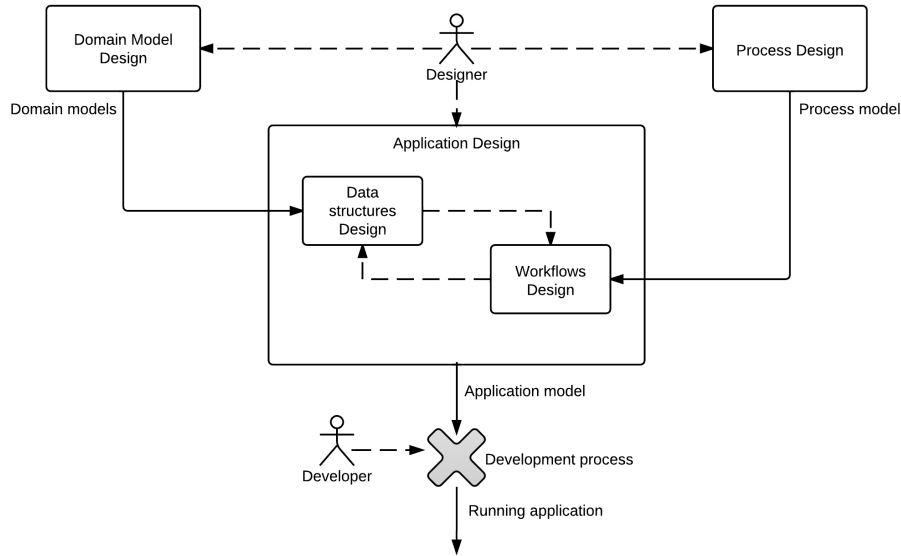 Domain Model
Design
Designer
Process Design
Domain models
Process model
Application Design
Data
structures
Design
Workflows
Design
Application model
Developer
Development process
Running application